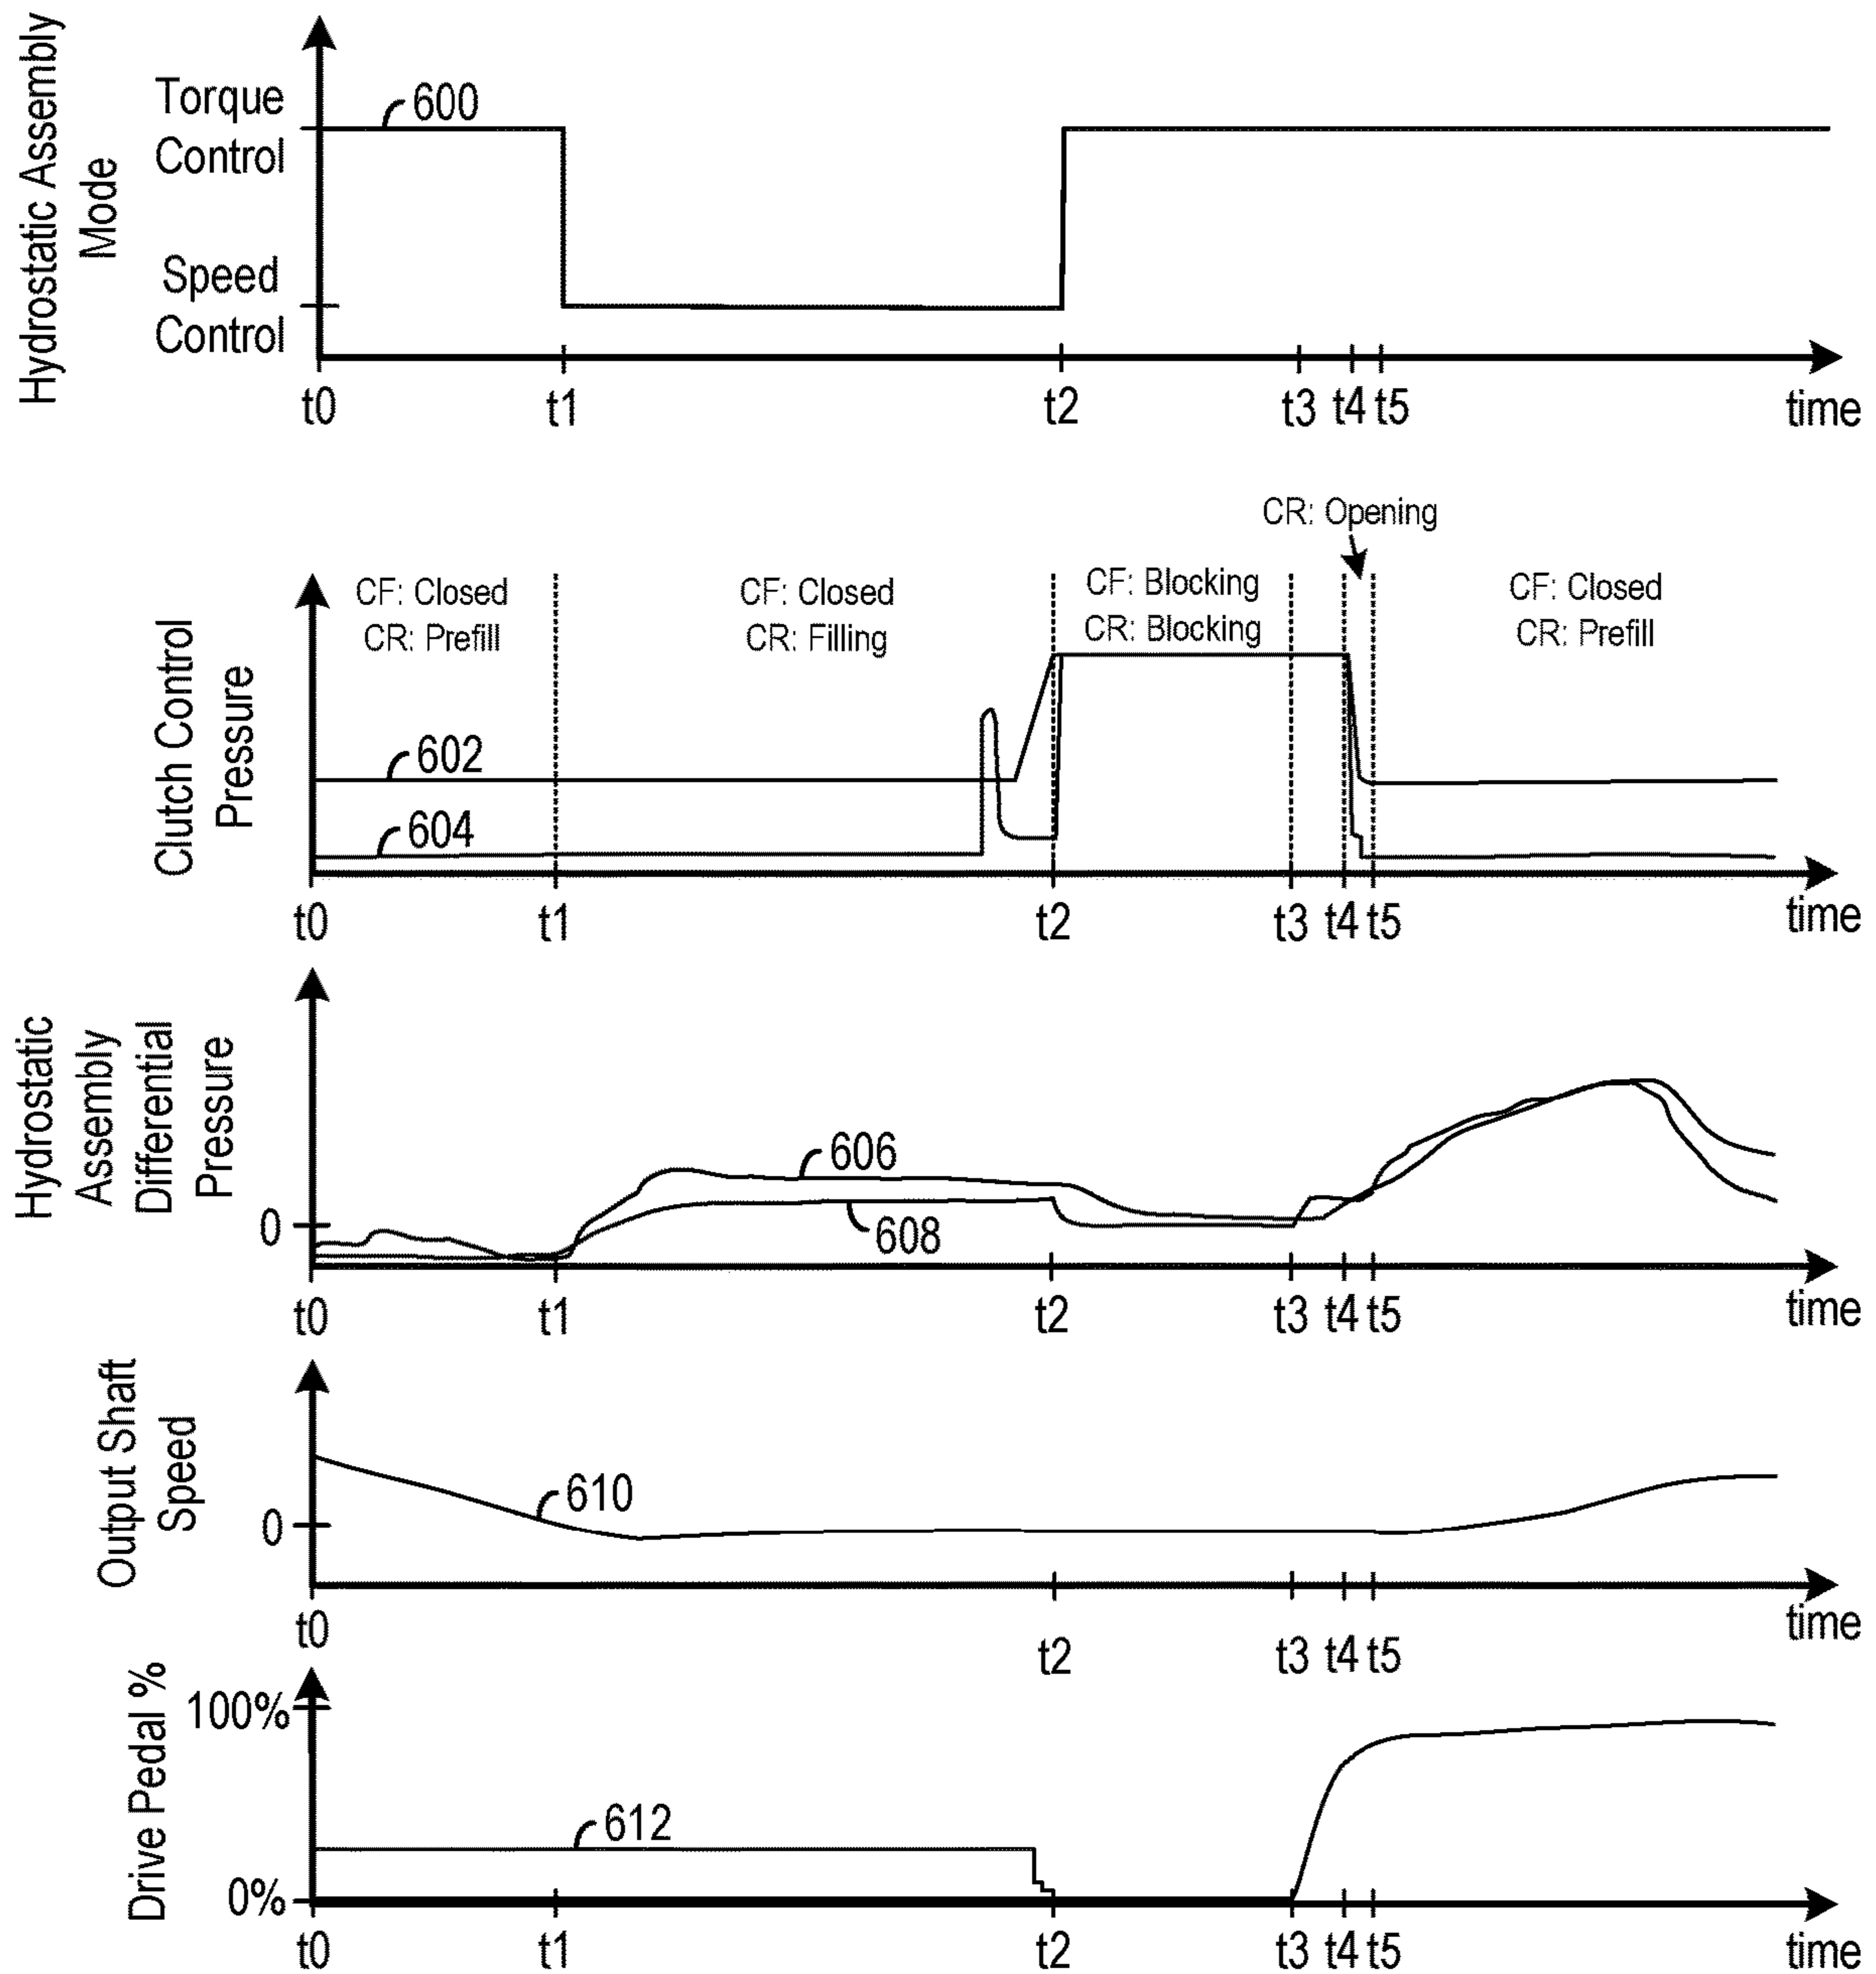 Hydrostatic Assembly
Mode
Torque
Control
600
Speed
Control
t0
t1
t2
t3
t4
t5
time
CR: Opening
Clutch Control
Pressure
CF: Closed
CR: Prefill
CF: Closed
CR: Filling
CF: Blocking
CR: Blocking
CF: Closed
CR: Prefill
602
604
t0
t1
t2
t3
t4
t5
time
Hydrostatic
Assembly
Differential
Pressure
606
608
0
t0
t1
t2
t3
t4
t5
time
Output Shaft
Speed
610
0
t0
t2
t3
t4
t5
time
Drive Pedal %
100%
612
0%
t0
t1
t2
t3
t4
t5
time